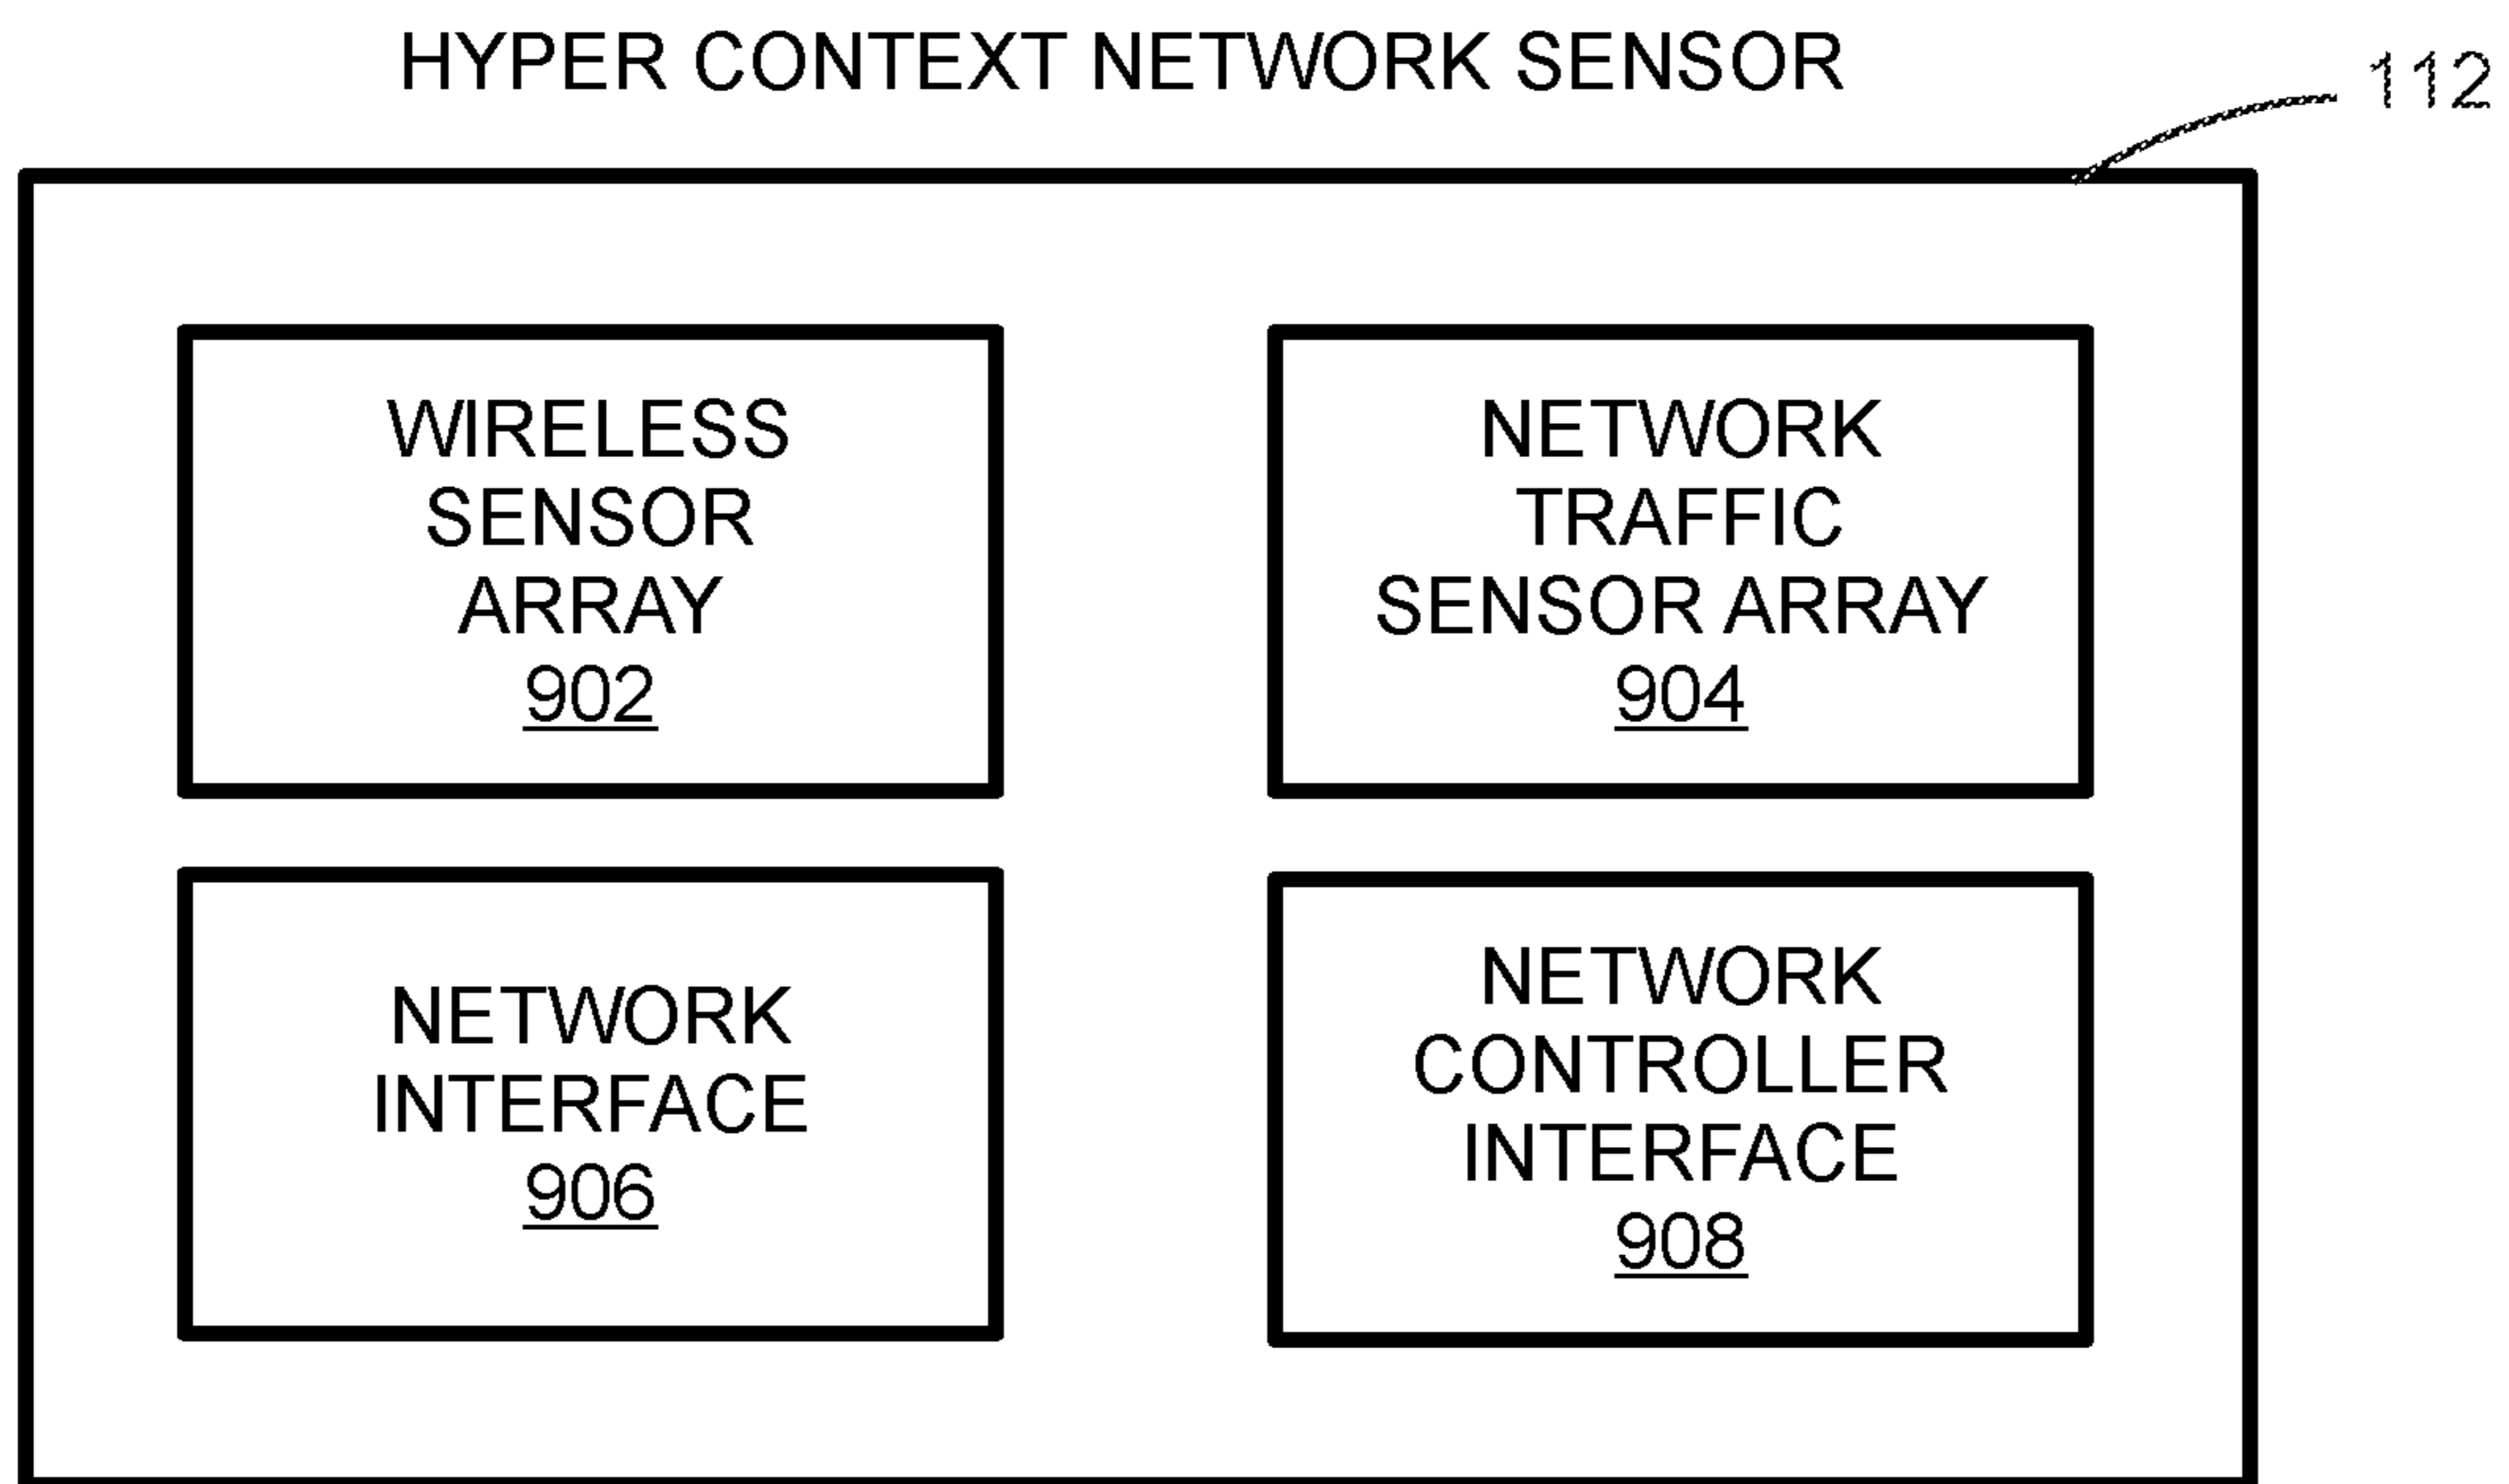 HYPER CONTEXT NETWORK SENSOR
112
WIRELESS
SENSOR
ARRAY
902
NETWORK
TRAFFIC
SENSOR ARRAY
904
NETWORK
INTERFACE
906
NETWORK
CONTROLLER
INTERFACE
908